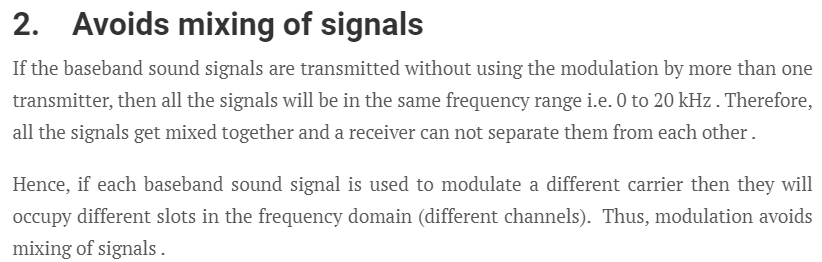 2. Avoids mixing of signals
If the baseband sound signals are transmitted without using the modulation by more than one
transmitter, then all the signals will be in the same frequency range i.e. 0 to 20 kHz . Therefore,
all the signals get mixed together and a receiver can not separate them from each other .
Hence, if each baseband sound signal is used to modulate a different carrier then they will
occupy different slots in the frequency domain (different channels).  Thus, modulation avoids
mixing of signals .